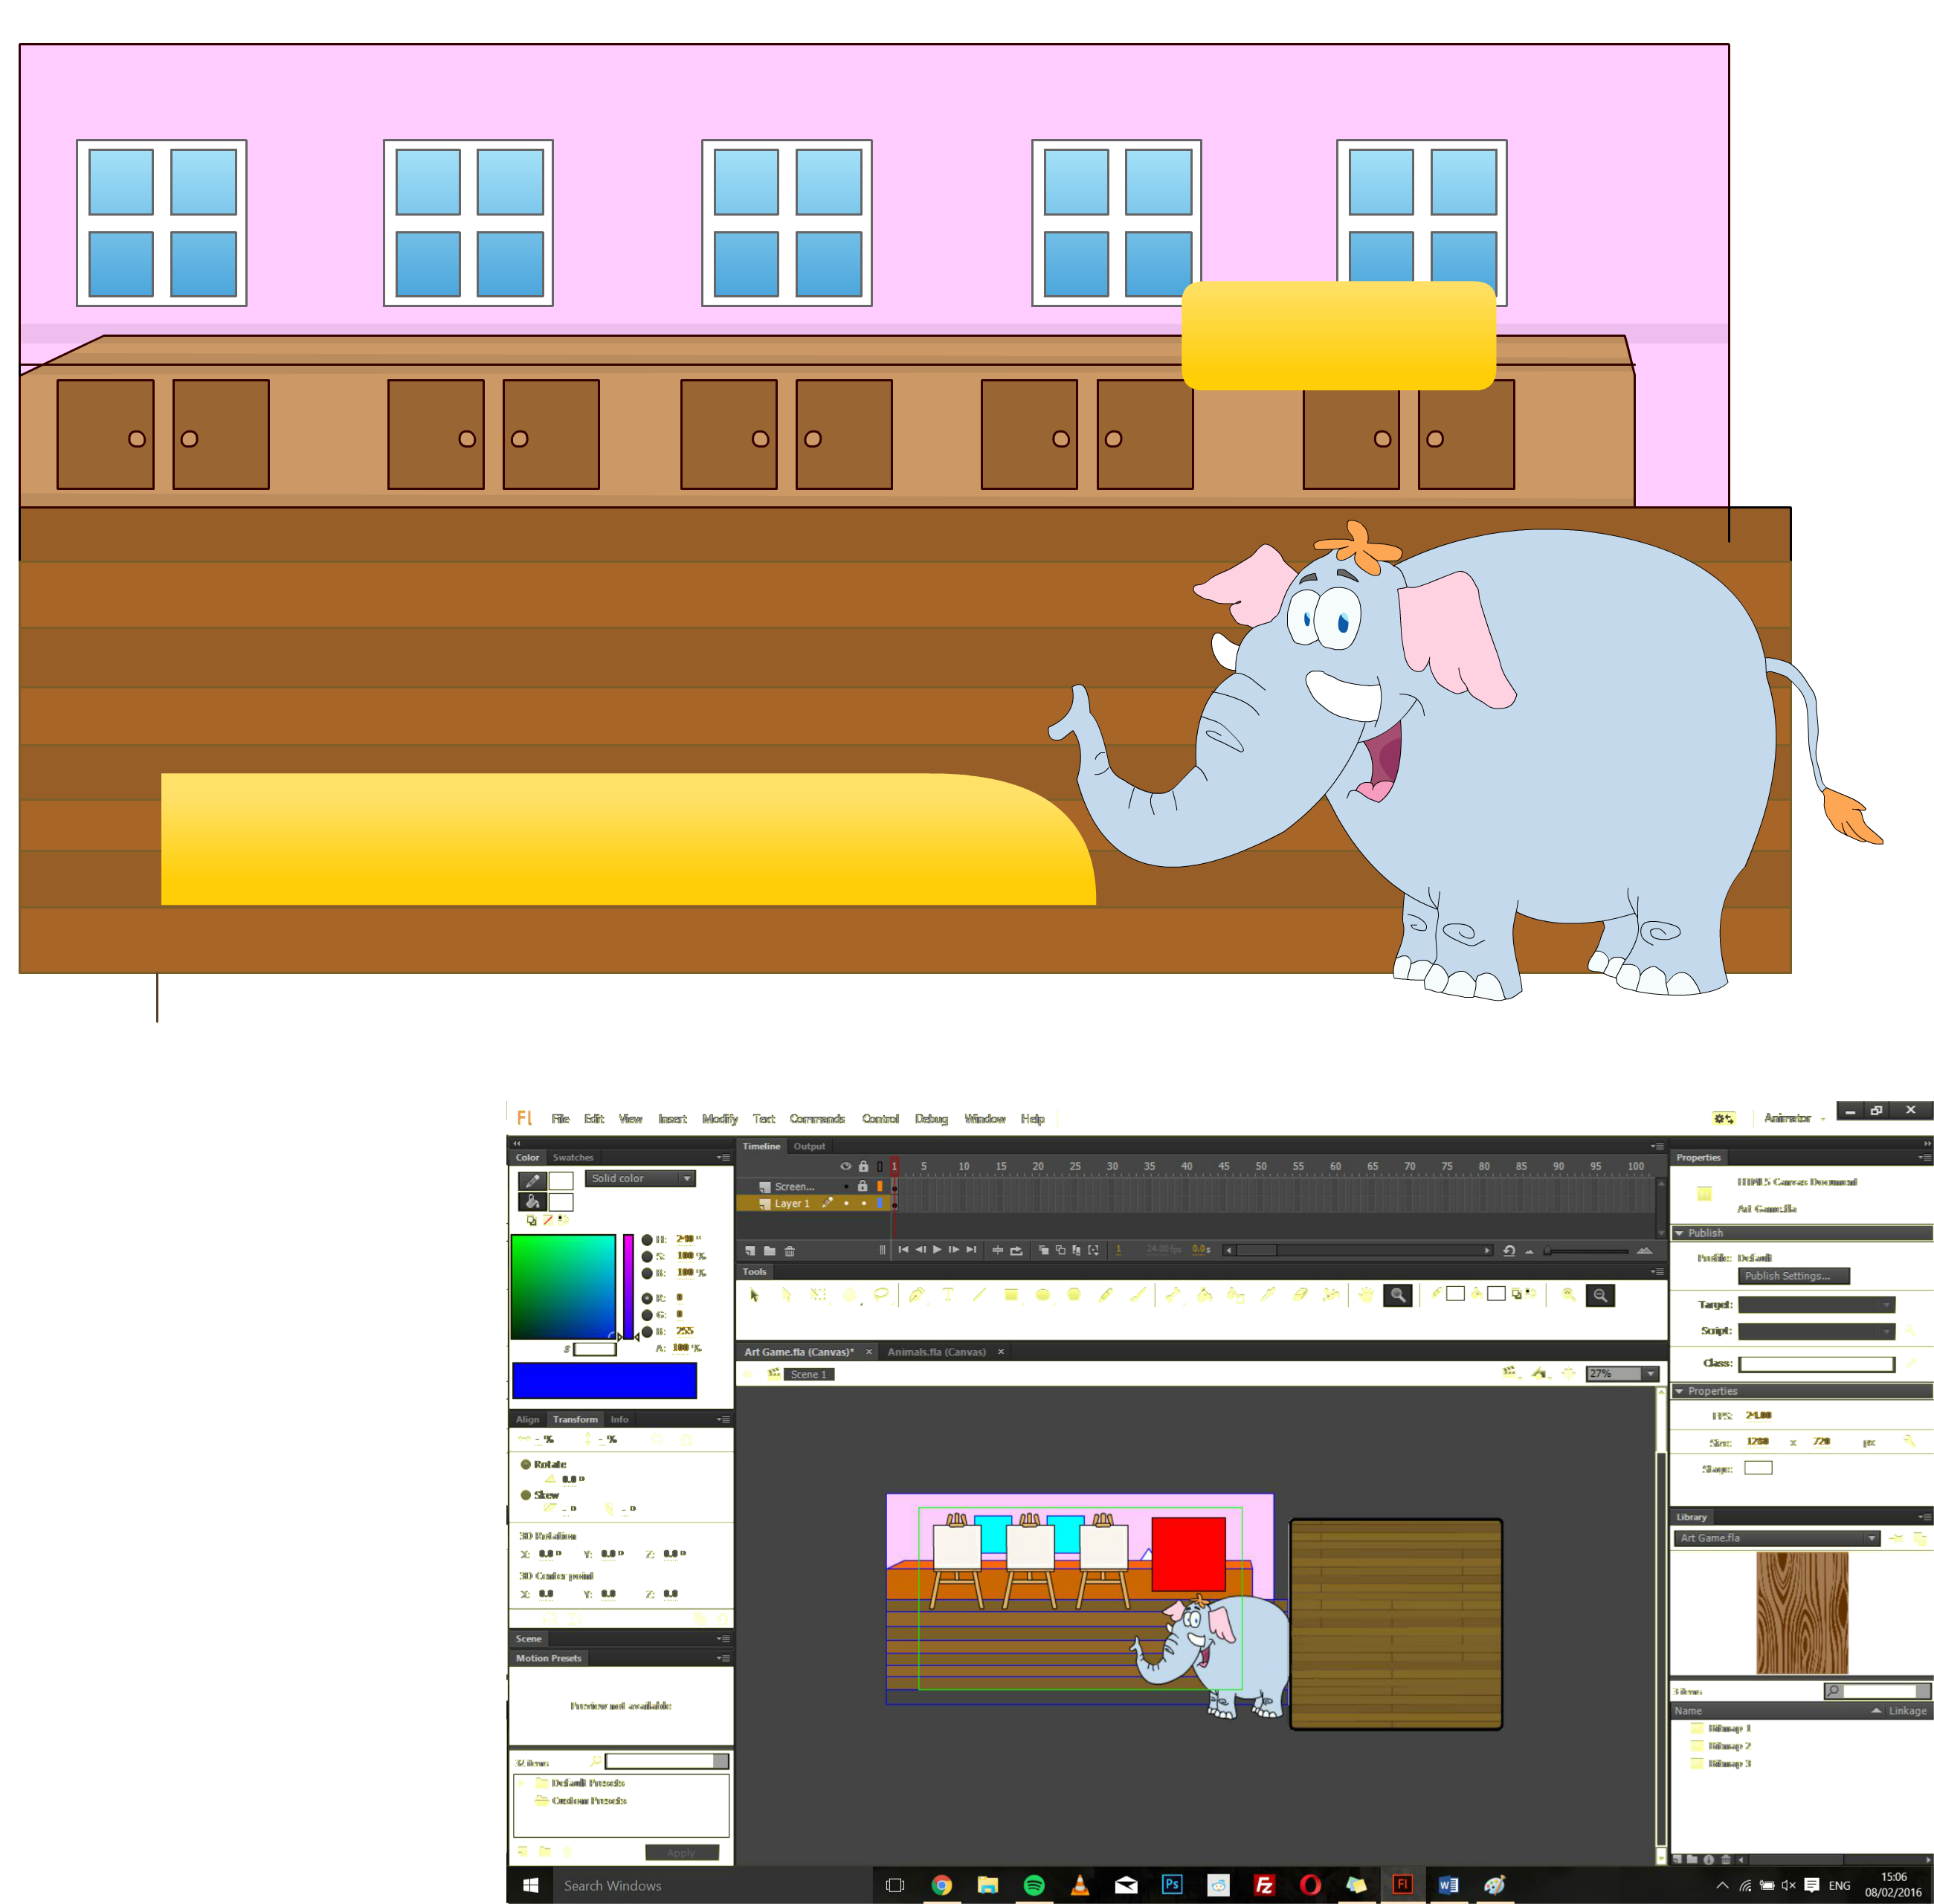 Fl File Edit View Insert Modify Text Commands Control Debug Window Help Animator
Color Swatches
Solid color
H: 240 °
S: 100 %
B: 100 %
R: 0
G: 0
B: 255
A: 100 %
Align Transform Info
- % - %
Rotate
0.0 °
Skew
- ° - °
3D Rotation
X: 0.0 ° Y: 0.0 ° Z: 0.0 °
3D Center point
X: 0.0 Y: 0.0 Z: 0.0
Scene
Motion Presets
Preview not available
32 items
Default Presets
Custom Presets
Apply
Timeline Output
1 5 10 15 20 25 30 35 40 45 50 55 60 65 70 75 80 85 90 95 100
Screen...
Layer 1
1 24.00 fps 0.0 s
Tools
Art Game.fla (Canvas)* × Animals.fla (Canvas) ×
Scene 1
27%
Properties
HTML5 Canvas Document
Art Game.fla
Publish
Profile: Default
Publish Settings...
Target:
Script:
Class:
Properties
FPS: 24.00
Size: 1280 x 720 px
Stage:
Library
Art Game.fla
3 items
Name Linkage
Bitmap 1
Bitmap 2
Bitmap 3
Search Windows
Ps
Fz
Fl
ENG
15:06
08/02/2016